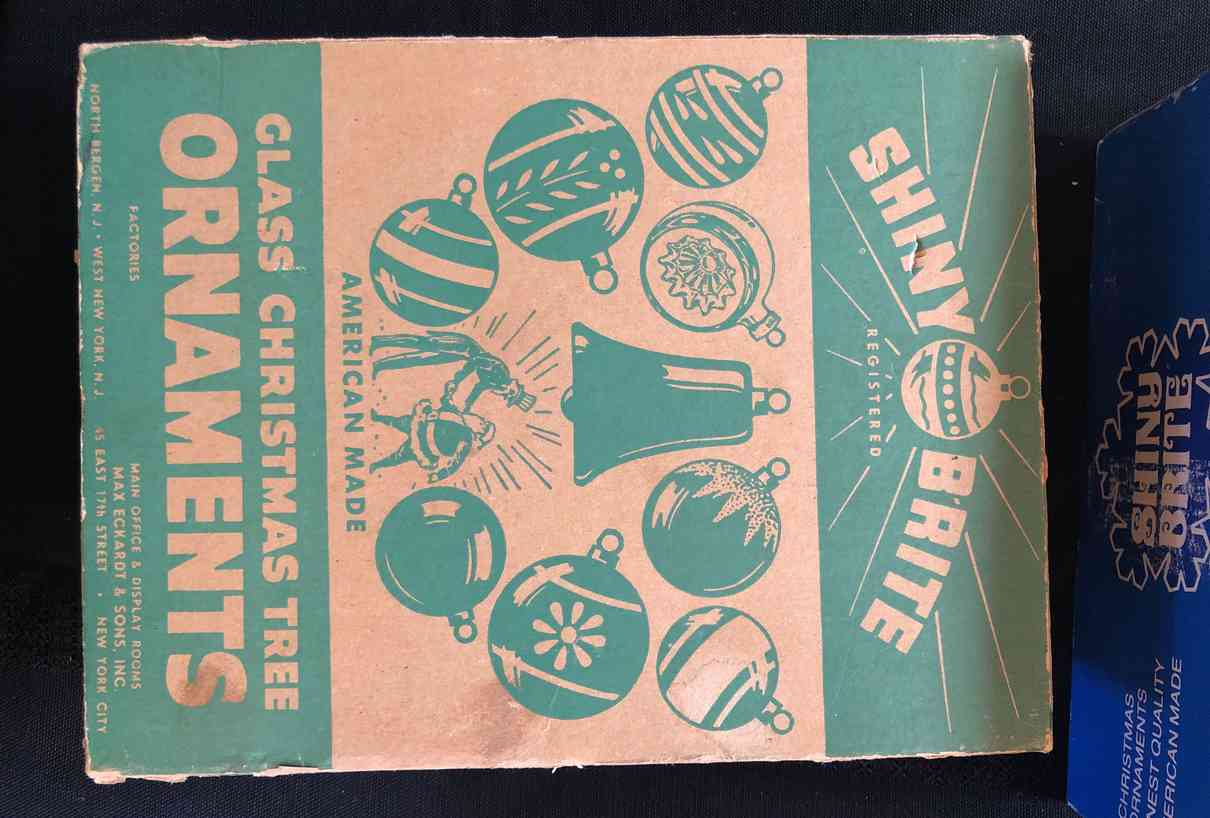 SHINY BRITE
REGISTERED
AMERICAN MADE
GLASS CHRISTMAS TREE
ORNAMENTS
FACTORIES
NORTH BERGEN, N. J. • WEST NEW YORK, N. J.
MAIN OFFICE & DISPLAY ROOMS
MAX ECKARDT & SONS, INC.
45 EAST 17th STREET • NEW YORK CITY
SHINY
BRITE
CHRISTMAS
ORNAMENTS
NEST QUALITY
ERICAN MADE